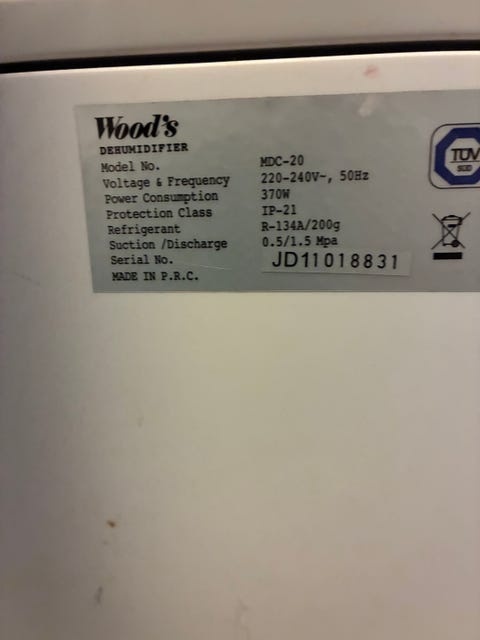 Wood's
DEHUMIDIFIER
Model No. MDC-20
Voltage & Frequency 220-240V~, 50Hz
Power Consumption 370W
Protection Class IP-21
Refrigerant R-134A/200g
Suction /Discharge 0.5/1.5 Mpa
Serial No. JD11018831
MADE IN P.R.C.
TÜV
SÜD